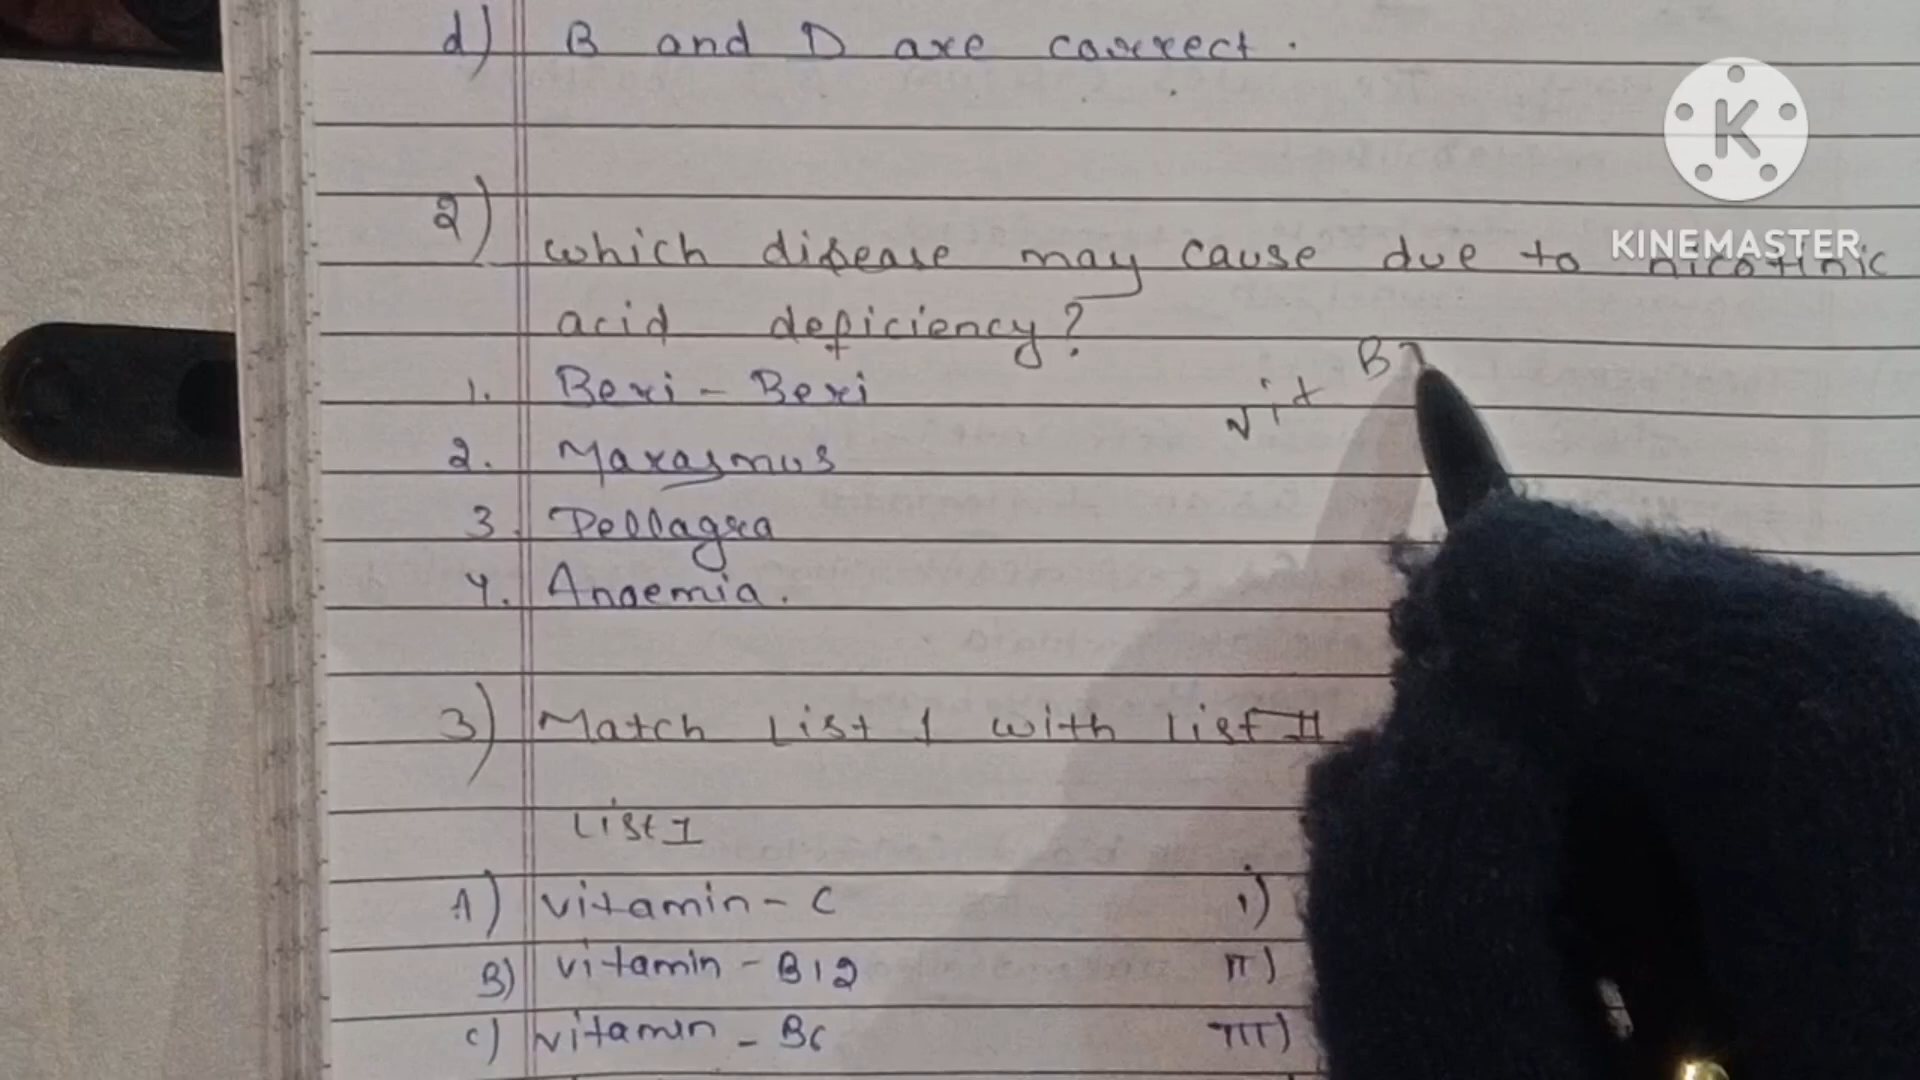 d) B and D are correct.
K
KINEMASTER
2) which disease may cause due to nicotinic
acid deficiency?
vit B
1. Beri - Beri
2. Marasmus
3. Pellagra
4. Anaemia.
3) Match List 1 with List II
List I
A) vitamin - C i)
B) vitamin - B12 II)
C) vitamin - B6 III)